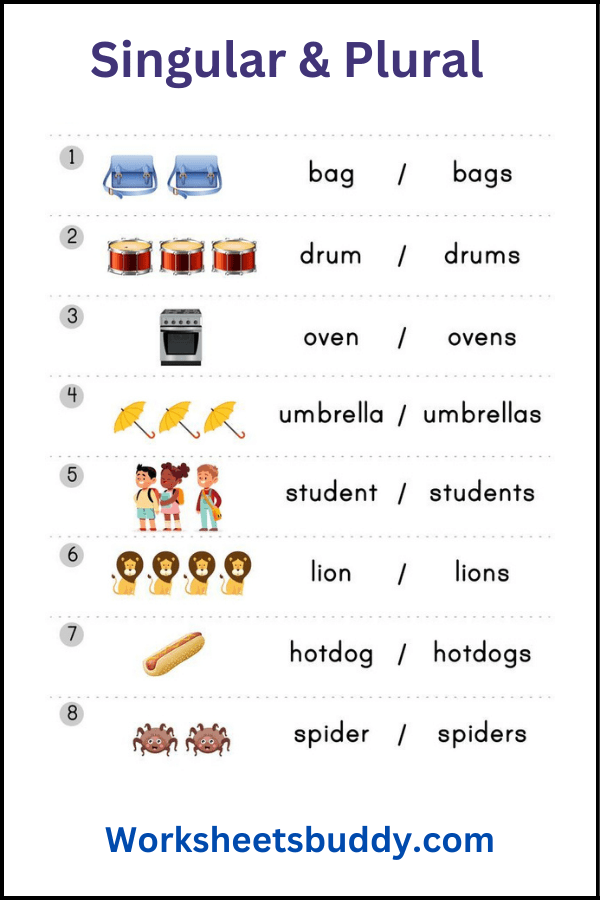 Singular & Plural
1 bag / bags
2 drum / drums
3 oven / ovens
4 umbrella / umbrellas
5 student / students
6 lion / lions
7 hotdog / hotdogs
8 spider / spiders
Worksheetsbuddy.com